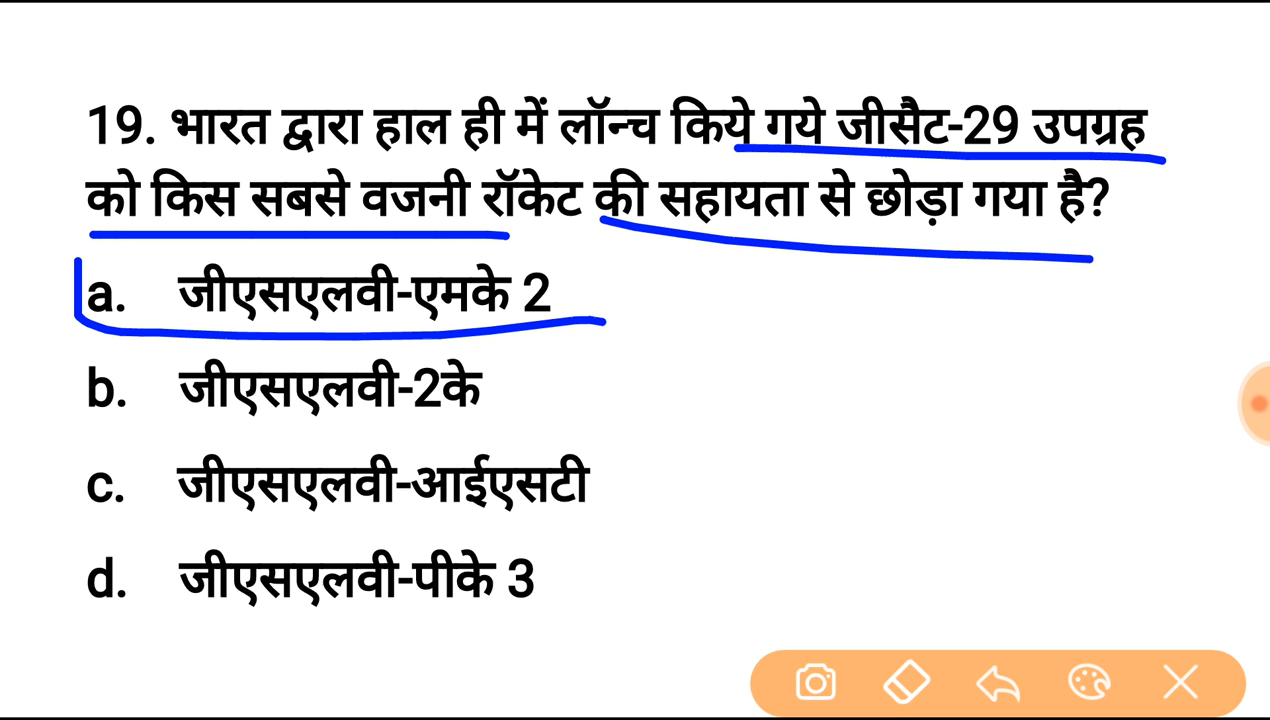 19. भारत द्वारा हाल ही में लॉन्च किये गये जीसैट-29 उपग्रह
को किस सबसे वजनी रॉकेट की सहायता से छोड़ा गया है?
a. जीएसएलवी-एमके 2
b. जीएसएलवी-2के
c. जीएसएलवी-आईएसटी
d. जीएसएलवी-पीके 3